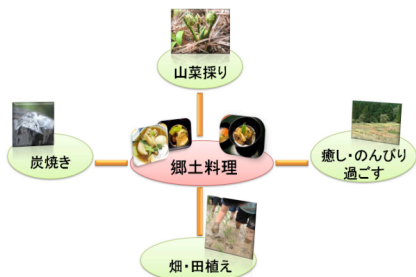 山菜採り
炭焼き
郷土料理
癒し・のんびり
過ごす
畑・田植え